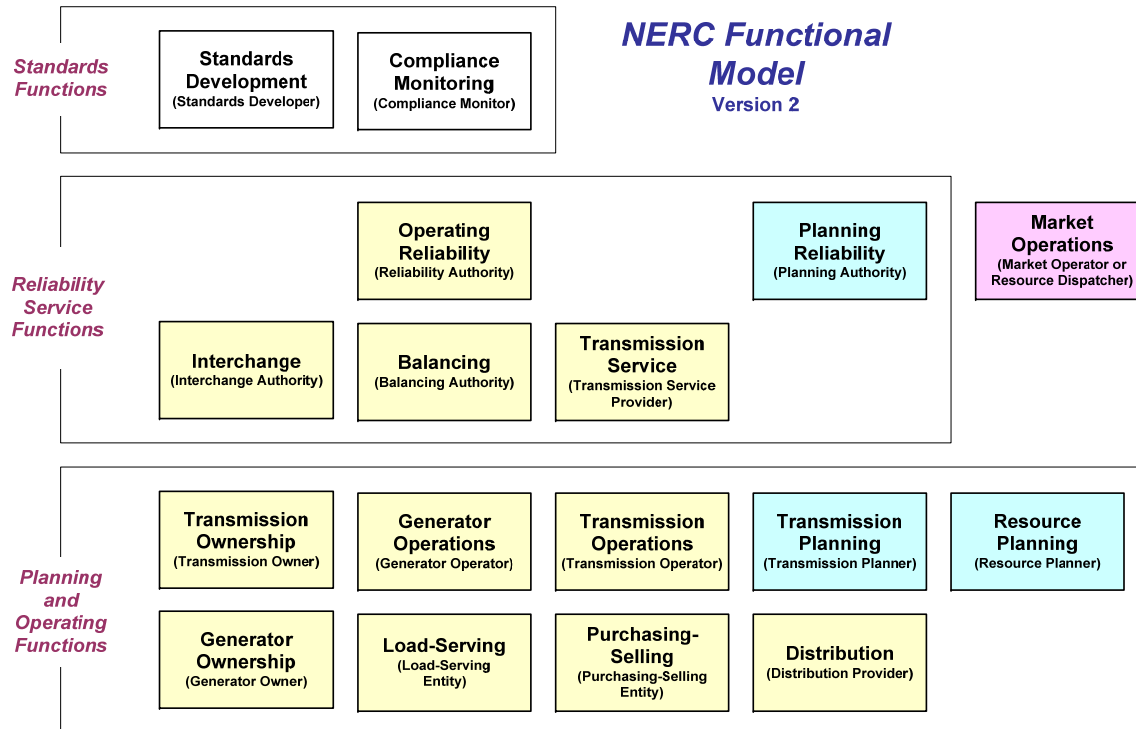 NERC Functional
Model
Version 2
Standards
Functions
Standards
Development
(Standards Developer)
Compliance
Monitoring
(Compliance Monitor)
Reliability
Service
Functions
Operating
Reliability
(Reliability Authority)
Planning
Reliability
(Planning Authority)
Market
Operations
(Market Operator or
Resource Dispatcher)
Interchange
(Interchange Authority)
Balancing
(Balancing Authority)
Transmission
Service
(Transmission Service
Provider)
Planning
and
Operating
Functions
Transmission
Ownership
(Transmission Owner)
Generator
Operations
(Generator Operator)
Transmission
Operations
(Transmission Operator)
Transmission
Planning
(Transmission Planner)
Resource
Planning
(Resource Planner)
Generator
Ownership
(Generator Owner)
Load-Serving
(Load-Serving
Entity)
Purchasing-
Selling
(Purchasing-Selling
Entity)
Distribution
(Distribution Provider)